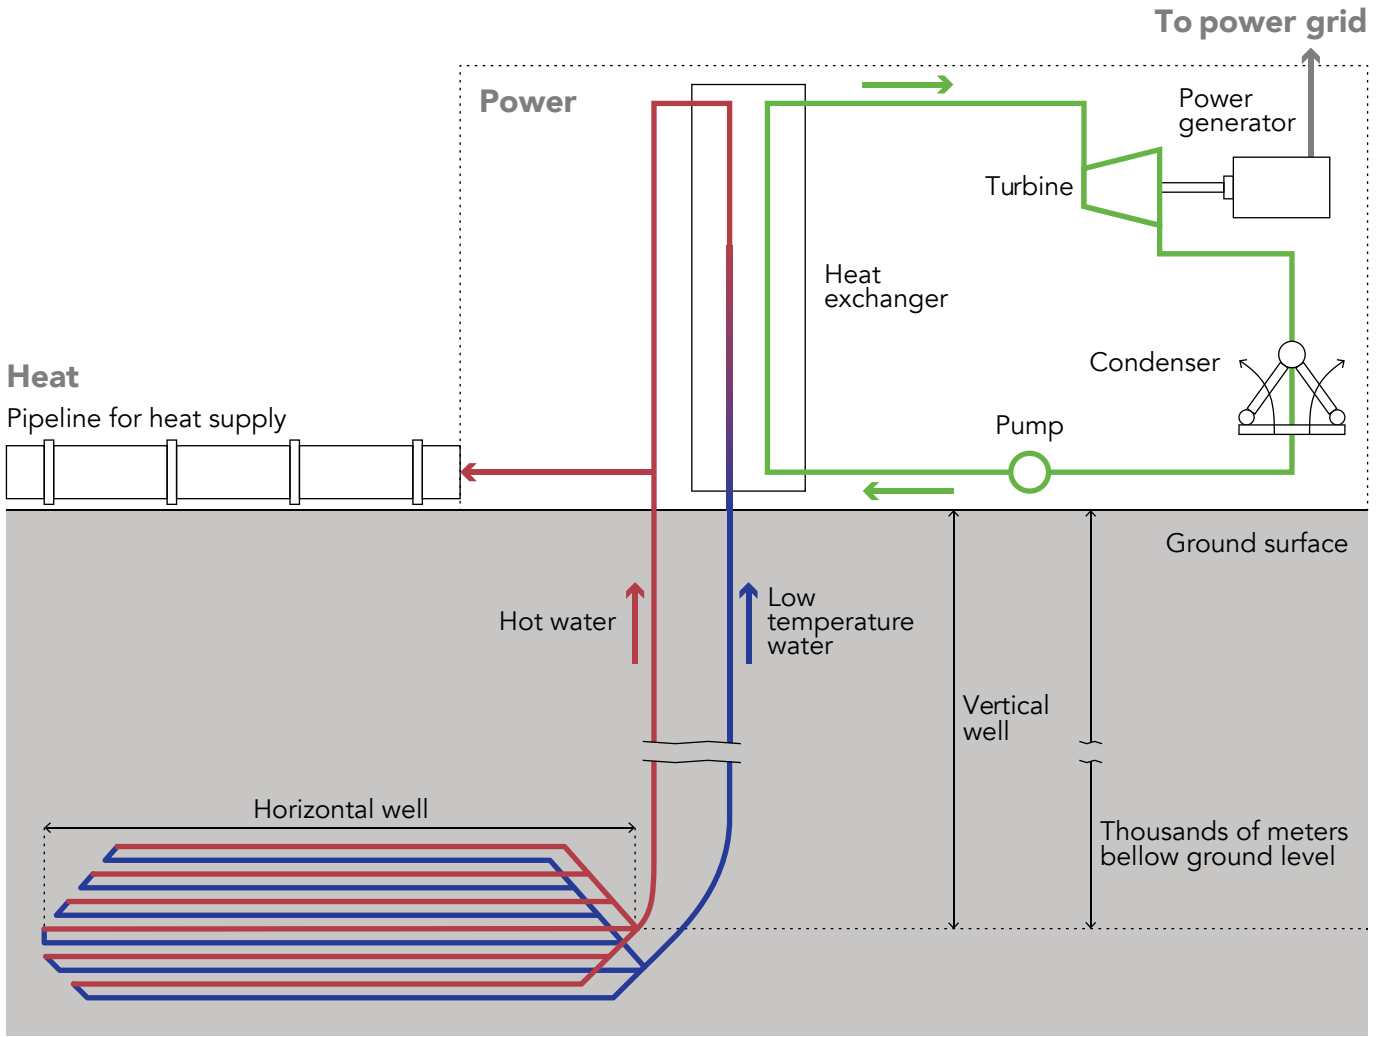 To power grid
Power
Power
generator
Turbine
Heat
exchanger
Condenser
Heat
Pipeline for heat supply
Pump
Ground surface
Hot water
Low
temperature
water
Vertical
well
Horizontal well
Thousands of meters
bellow ground level